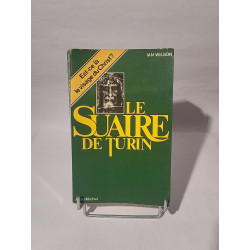 IAN WILSON
Est-ce là
le visage du Christ?
LE
SUAIRE
DE TURIN